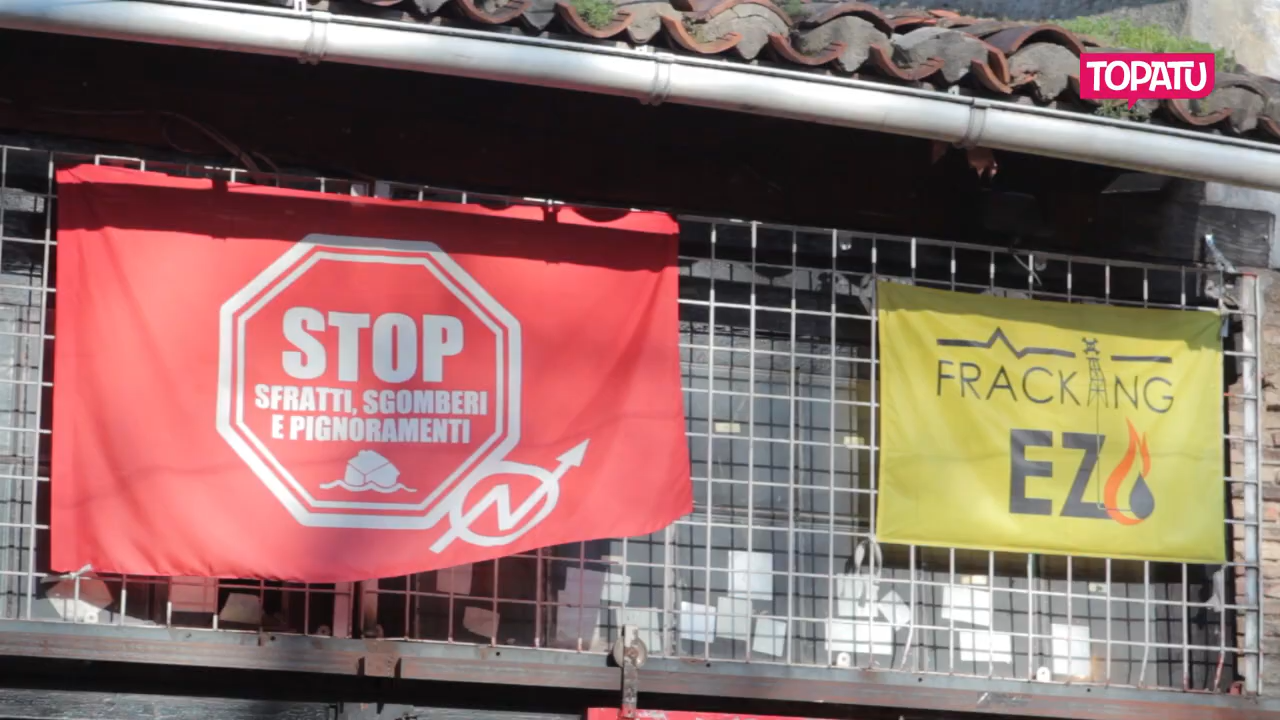 TOPATU
STOP
SFRATTI, SGOMBERI
E PIGNORAMENTI
FRACKING
EZ